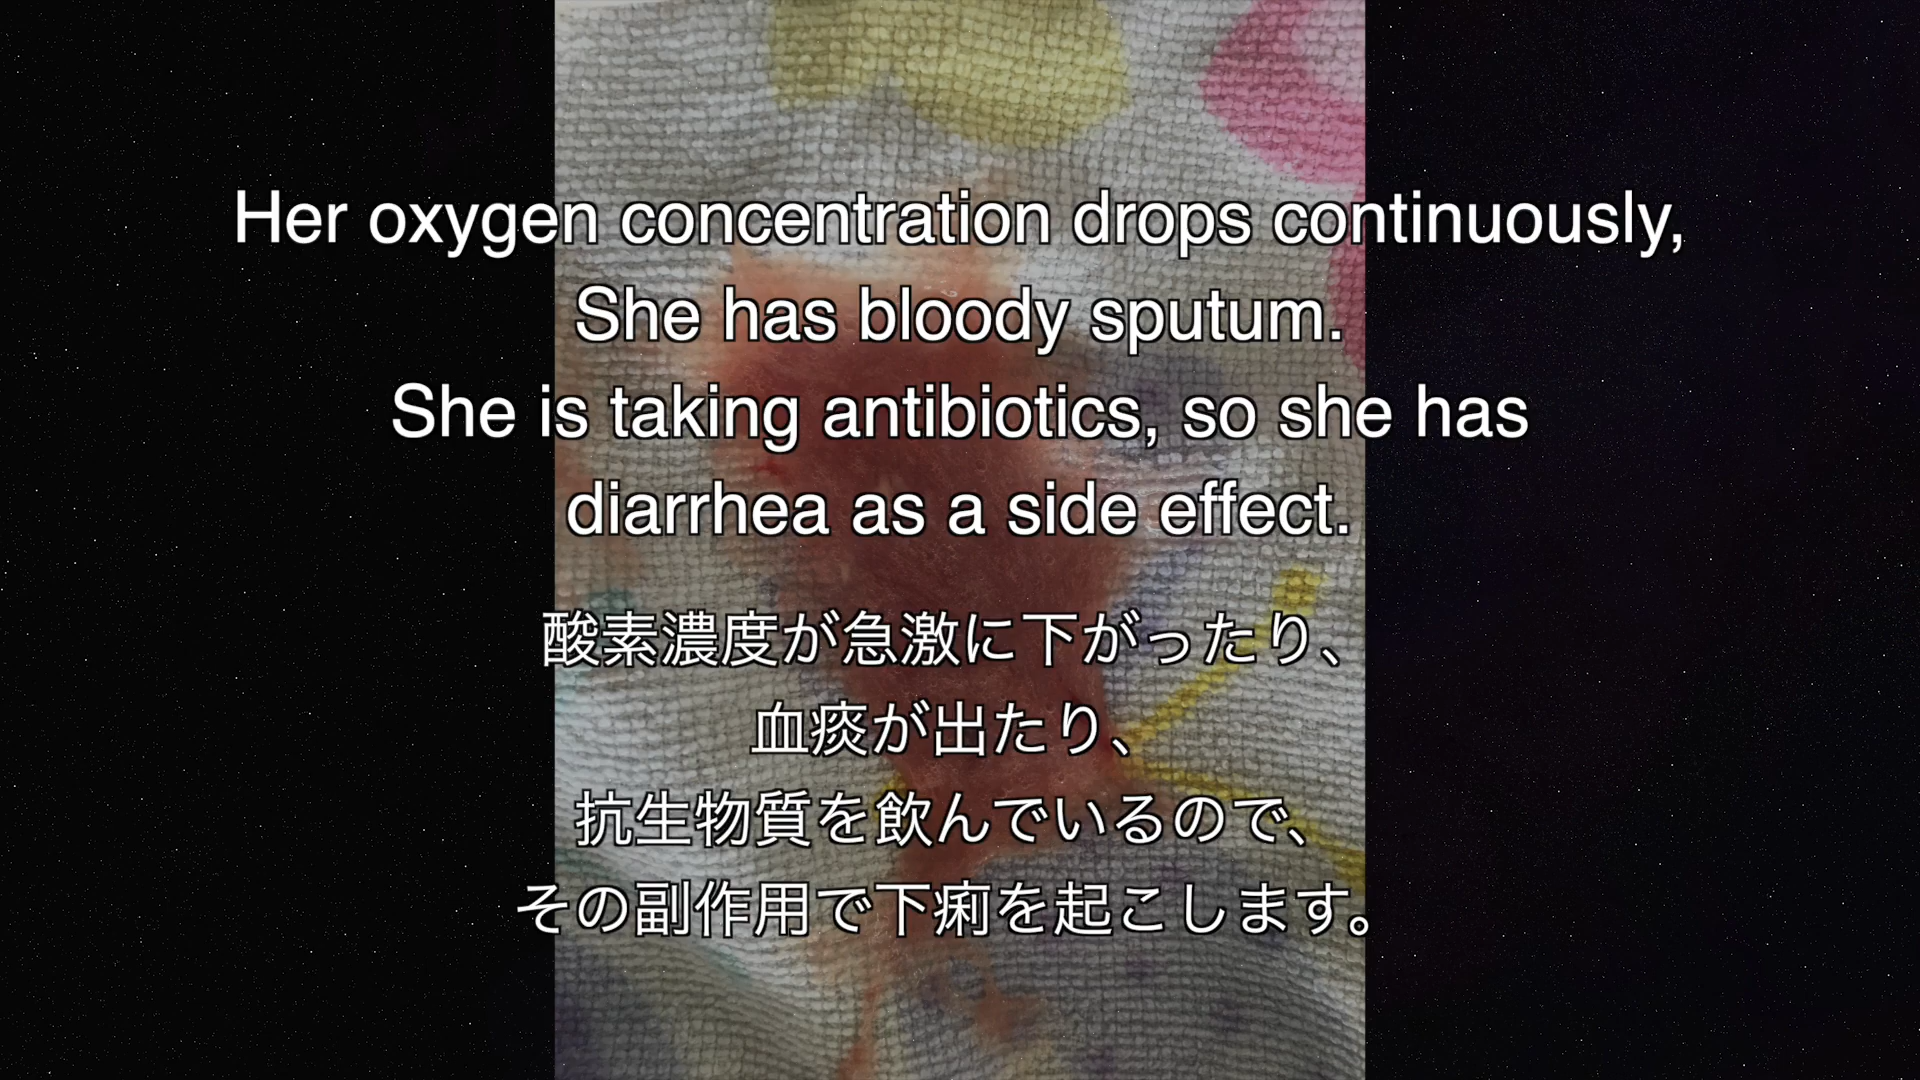 Her oxygen concentration drops continuously,
She has bloody sputum.
She is taking antibiotics, so she has
diarrhea as a side effect.
酸素濃度が急激に下がったり、
血痰が出たり、
抗生物質を飲んでいるので、
その副作用で下痢を起こします。